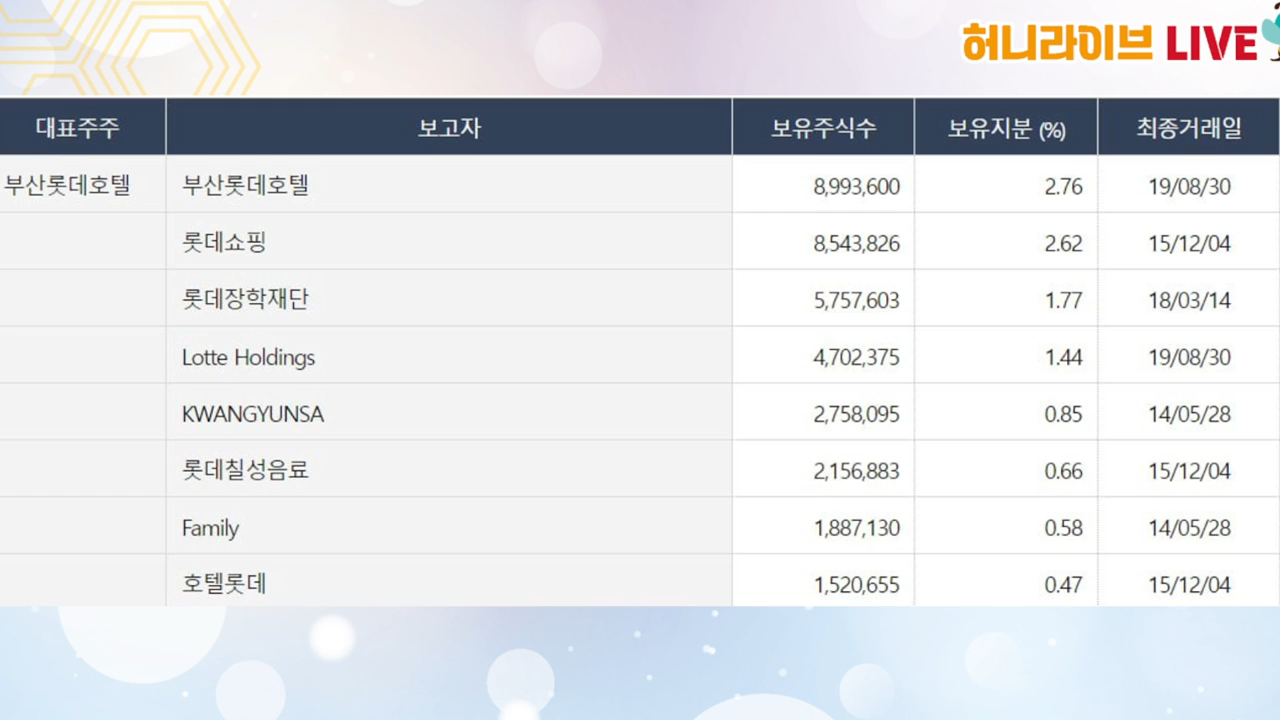 허니라이브 LIVE
대표주주 보고자 보유주식수 보유지분 (%) 최종거래일
부산롯데호텔 부산롯데호텔 8,993,600 2.76 19/08/30
롯데쇼핑 8,543,826 2.62 15/12/04
롯데장학재단 5,757,603 1.77 18/03/14
Lotte Holdings 4,702,375 1.44 19/08/30
KWANGYUNSA 2,758,095 0.85 14/05/28
롯데칠성음료 2,156,883 0.66 15/12/04
Family 1,887,130 0.58 14/05/28
호텔롯데 1,520,655 0.47 15/12/04